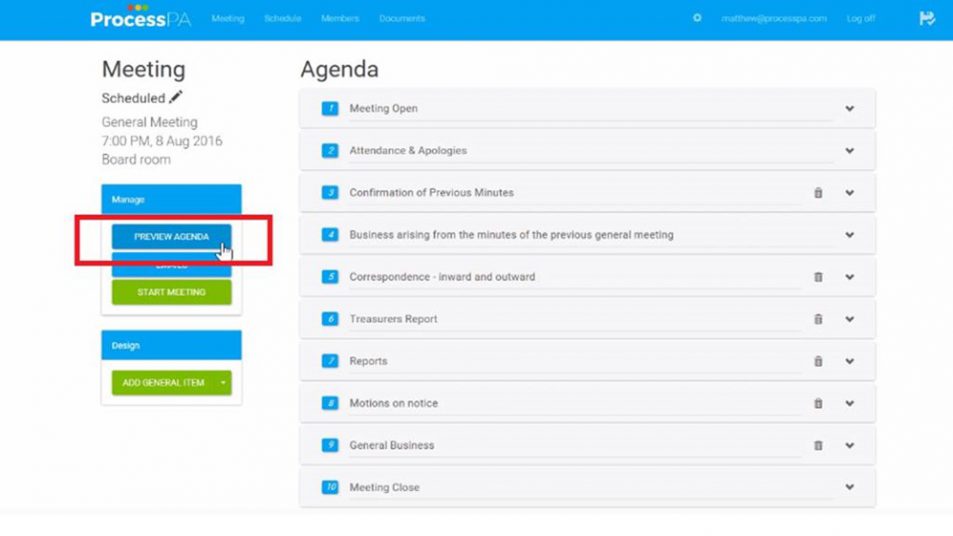 ProcessPA Meeting Schedule Members Documents matthew@processpa.com Log off
Meeting
Scheduled
General Meeting
7:00 PM, 8 Aug 2016
Board room
Manage
PREVIEW AGENDA
START MEETING
Design
ADD GENERAL ITEM
Agenda
1 Meeting Open
2 Attendance & Apologies
3 Confirmation of Previous Minutes
4 Business arising from the minutes of the previous general meeting
5 Correspondence - inward and outward
6 Treasurers Report
7 Reports
8 Motions on notice
9 General Business
10 Meeting Close